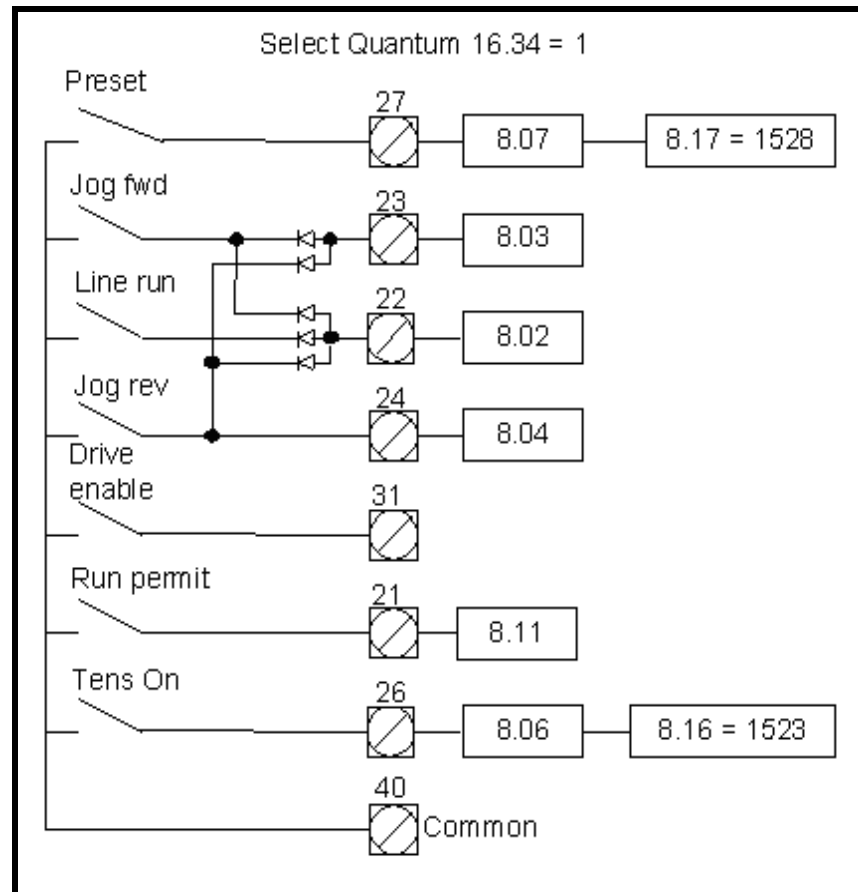 Select Quantum 16.34 = 1
Preset
27
8.07
8.17 = 1528
Jog fwd
23
8.03
Line run
22
8.02
Jog rev
24
8.04
Drive
enable
31
Run permit
21
8.11
Tens On
26
8.06
8.16 = 1523
40
Common